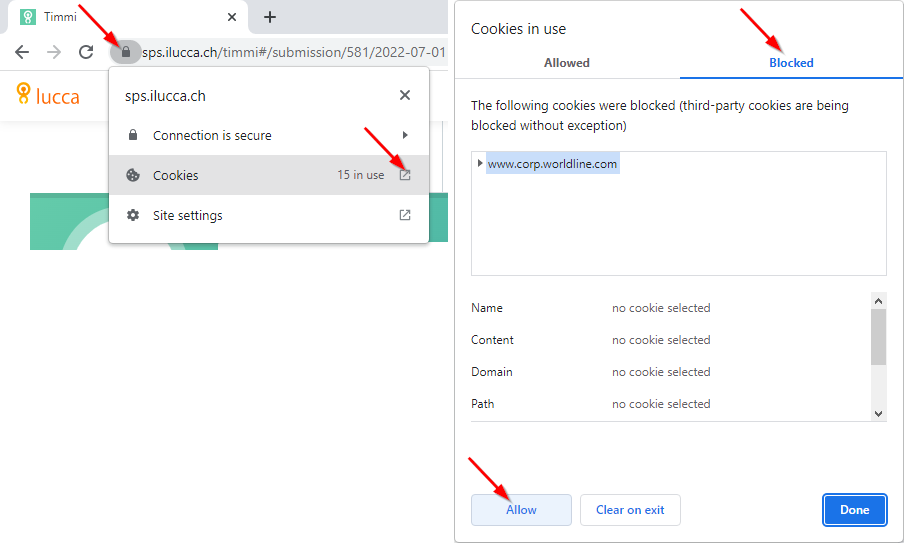 Timmi
sps.ilucca.ch/timmi#/submission/581/2022-07-01
lucca
sps.ilucca.ch
Connection is secure
Cookies 15 in use
Site settings
Cookies in use
Allowed Blocked
The following cookies were blocked (third-party cookies are being
blocked without exception)
www.corp.worldline.com
Name no cookie selected
Content no cookie selected
Domain no cookie selected
Path no cookie selected
Allow Clear on exit Done